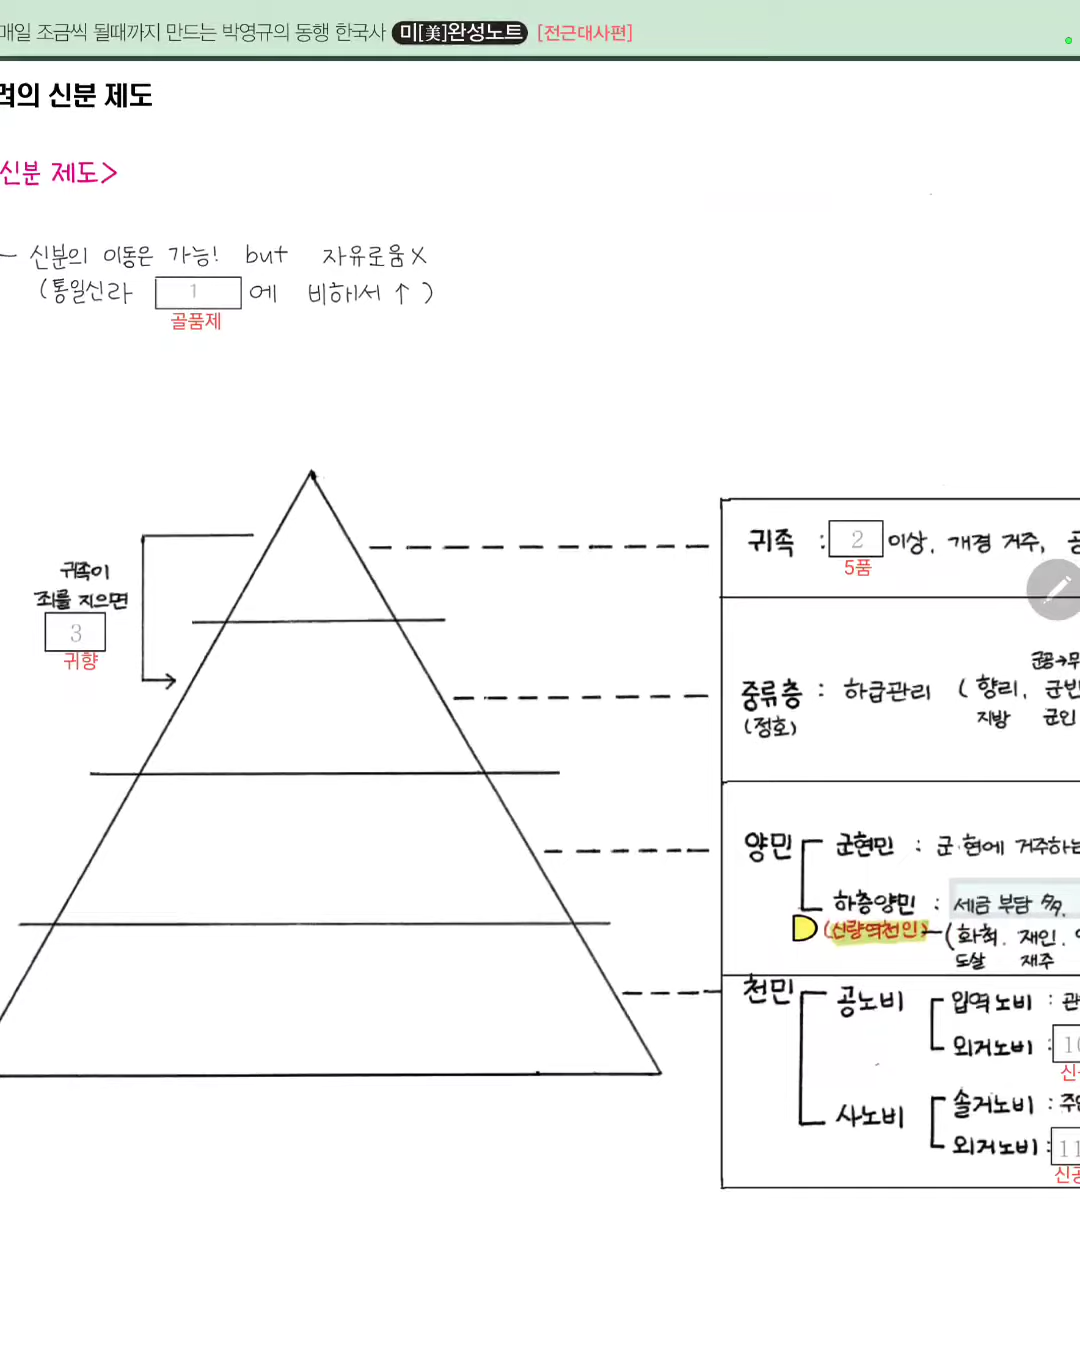 매일 조금씩 될때까지 만드는 박영규의 동행 한국사 미[美]완성노트 [전근대사편]
의 신분 제도
신분 제도>
- 신분의 이동은 가능! but 자유로움X
(통일신라 1 에 비해서 ↑)
골품제
귀족이
죄를 지으면
3
귀향
귀족 : 2 이상, 개경 거주,
5품
중류층 : 하급관리 (향리,
(정호) 지방 군인
양민 군현민 : 군·현에 거주하는
하층양민 : 세금 부담 多,
(신량역천인) (화척, 재인,
도살 재주
천민 공노비 입역노비 : 관
외거노비 : 10
사노비 솔거노비 :
외거노비 : 11
신공